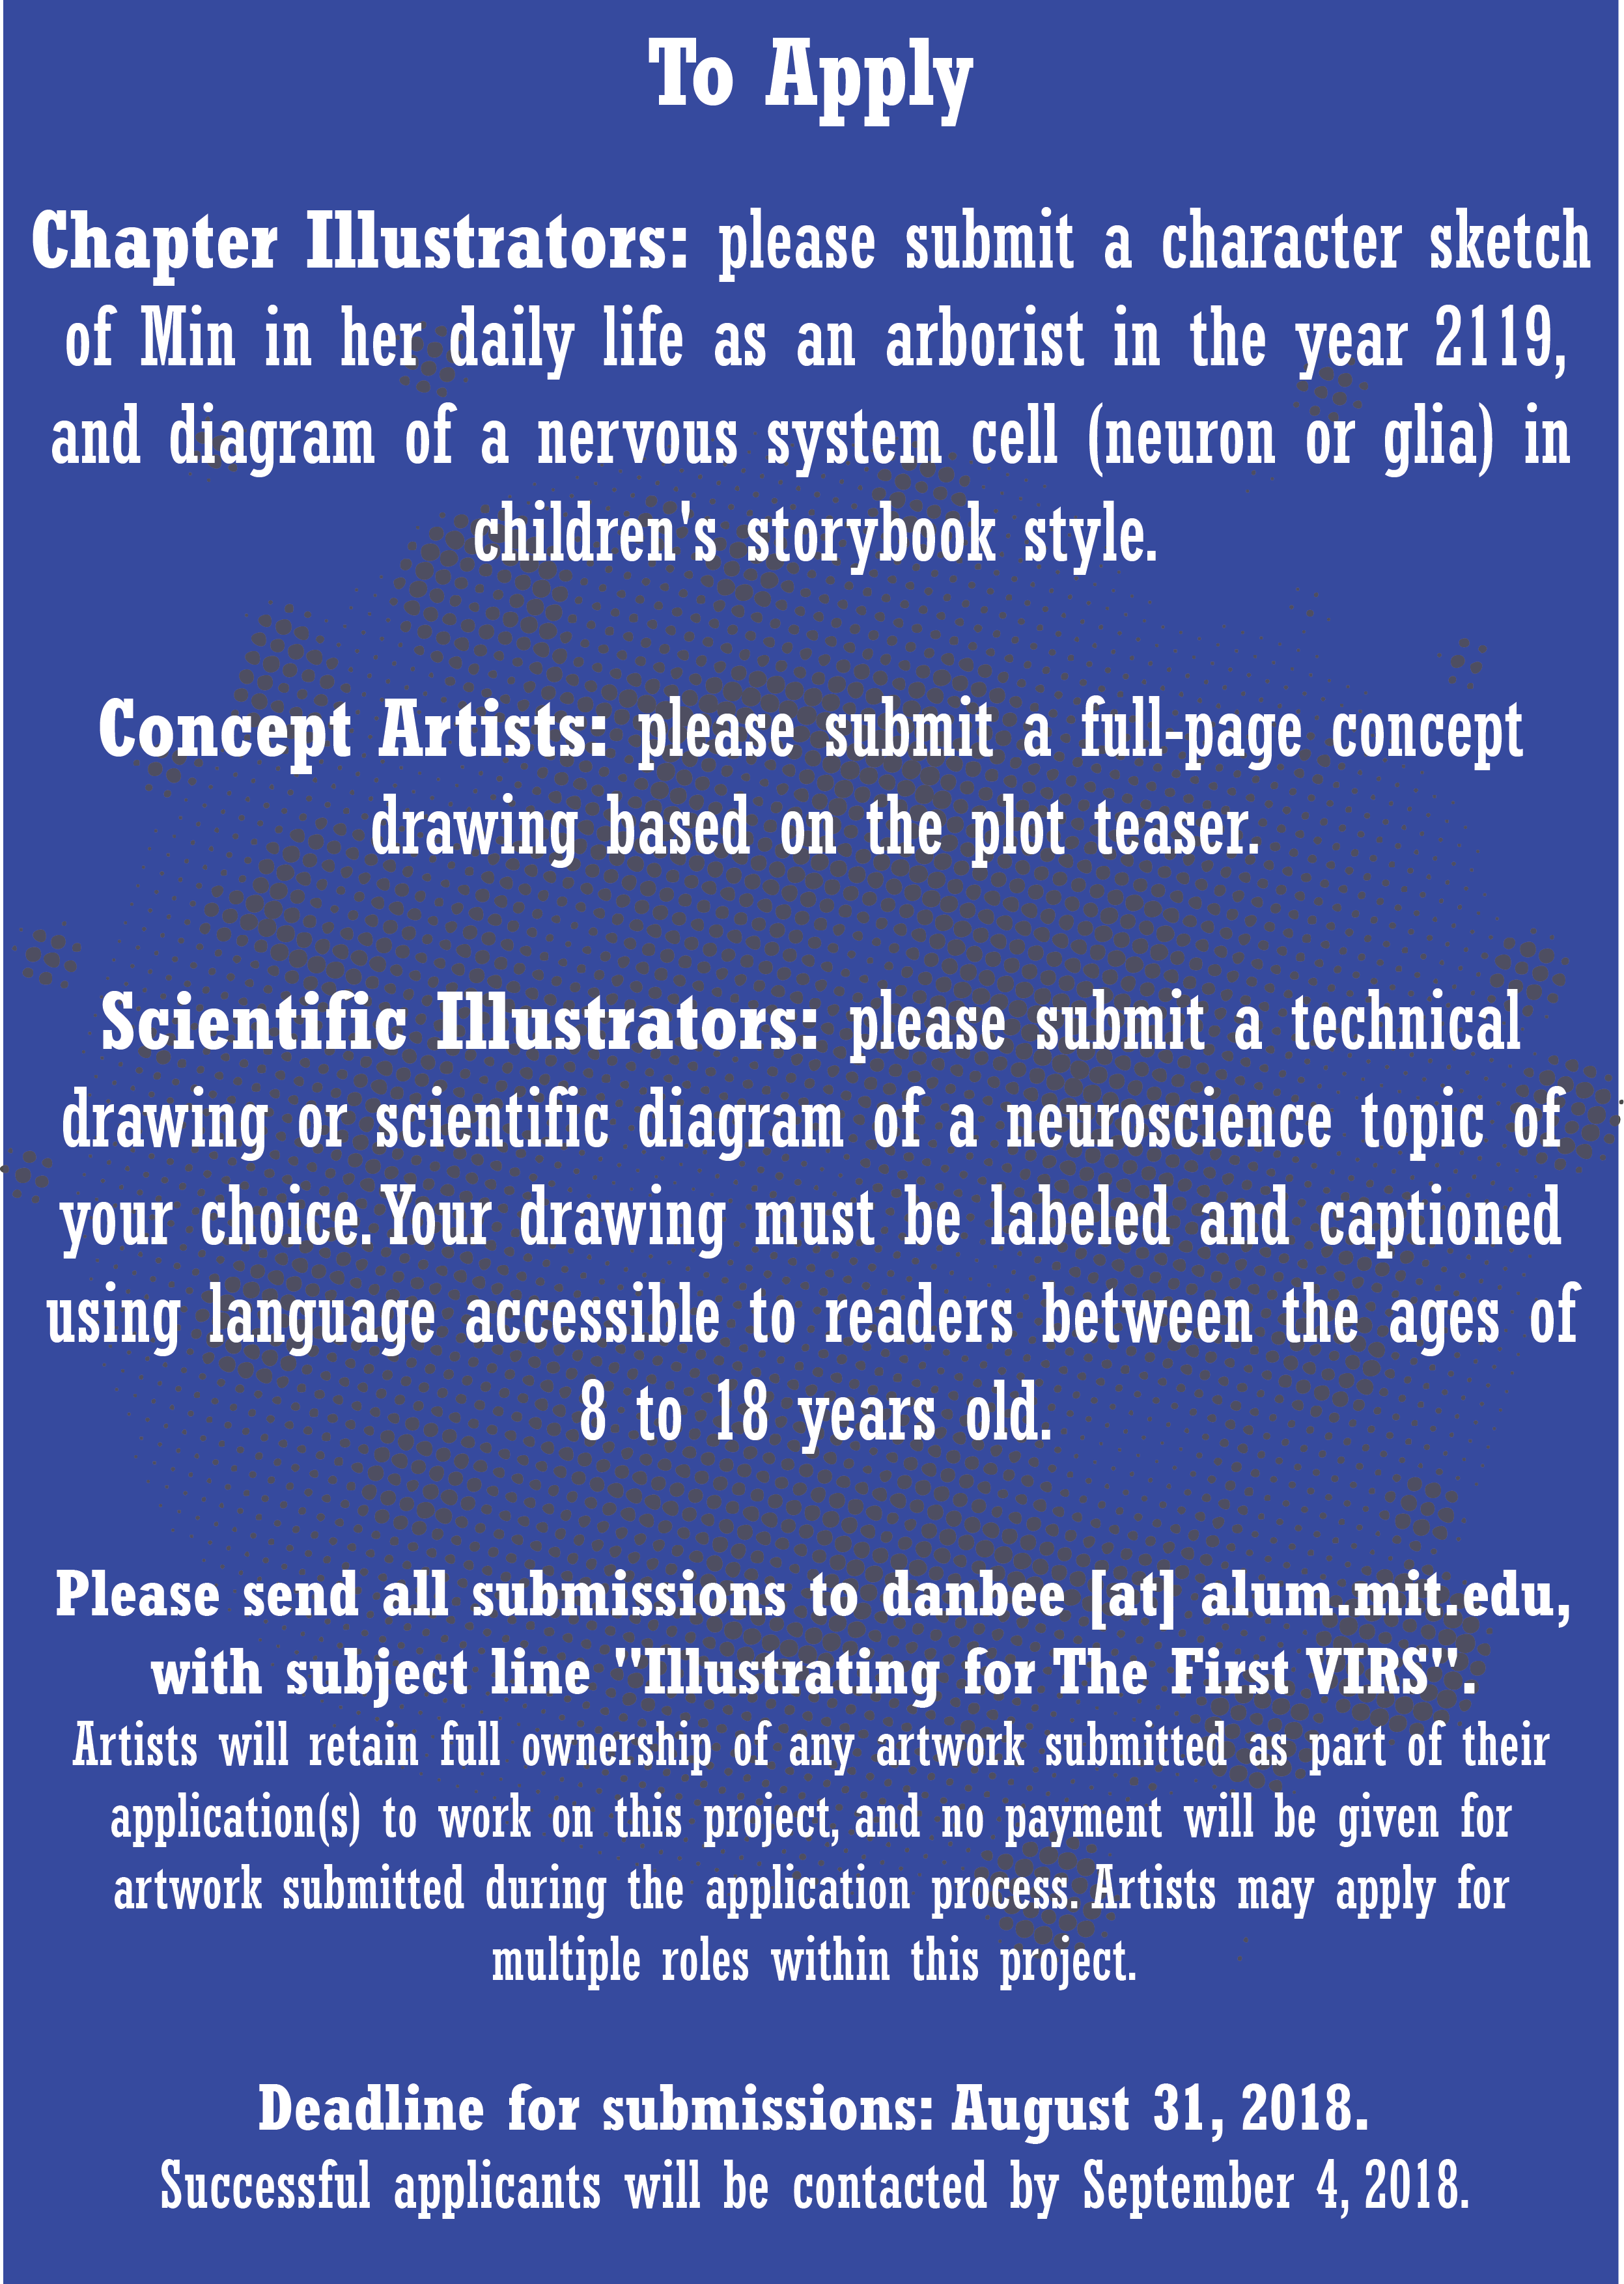 To Apply
Chapter Illustrators: please submit a character sketch
of Min in her daily life as an arborist in the year 2119,
and diagram of a nervous system cell (neuron or glia) in
children's storybook style.
Concept Artists: please submit a full-page concept
drawing based on the plot teaser.
Scientific Illustrators: please submit a technical
drawing or scientific diagram of a neuroscience topic of
your choice. Your drawing must be labeled and captioned
using language accessible to readers between the ages of
8 to 18 years old.
Please send all submissions to danbee [at] alum.mit.edu,
with subject line "Illustrating for The First VIRS".
Artists will retain full ownership of any artwork submitted as part of their
application(s) to work on this project, and no payment will be given for
artwork submitted during the application process. Artists may apply for
multiple roles within this project.
Deadline for submissions: August 31, 2018.
Successful applicants will be contacted by September 4, 2018.